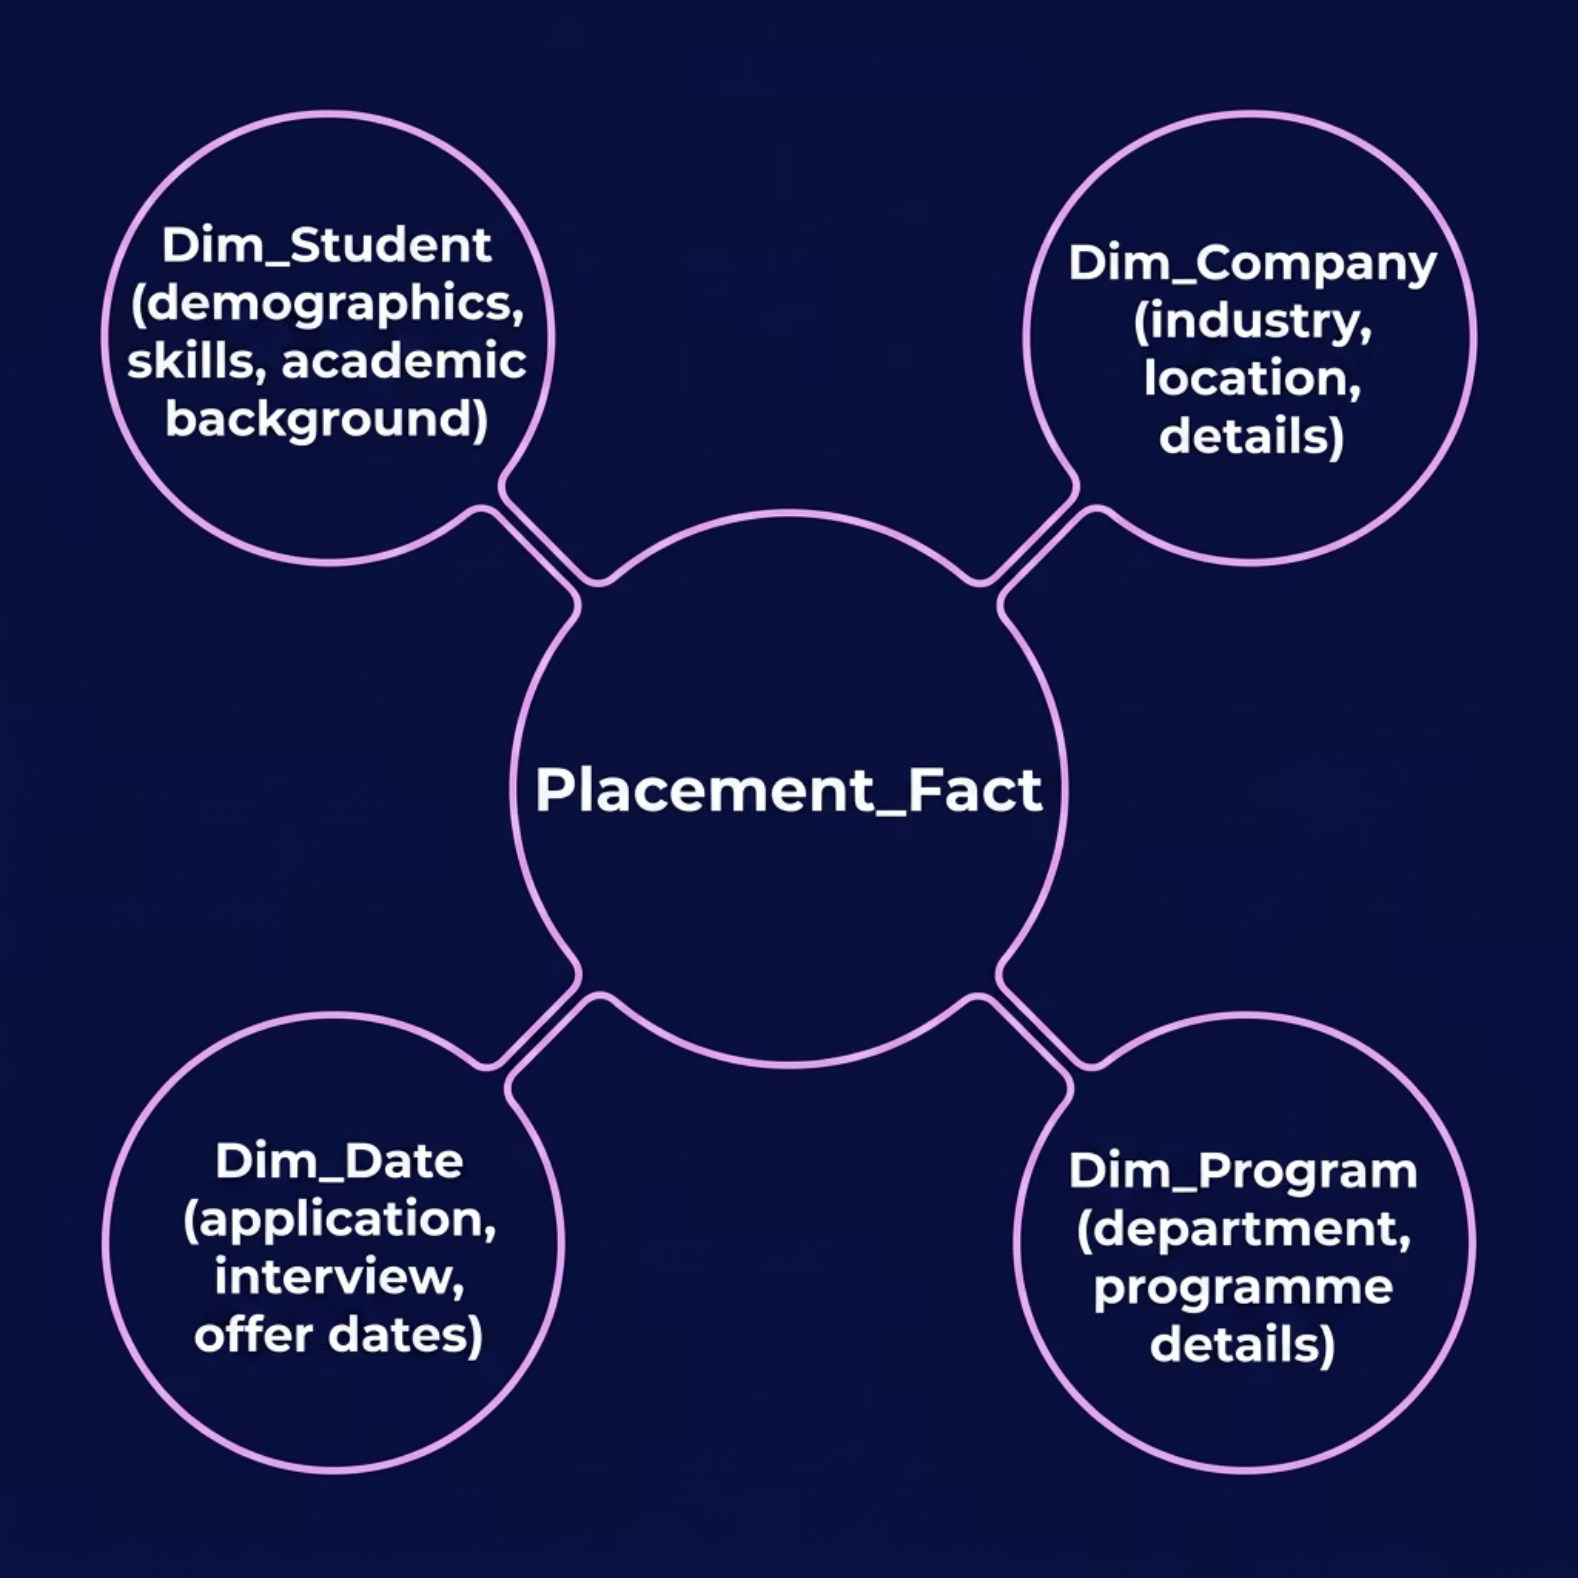 Dim_Student
(demographics,
skills, academic
background)
Dim_Company
(industry,
location,
details)
Placement_Fact
Dim_Date
(application,
interview,
offer dates)
Dim_Program
(department,
programme
details)